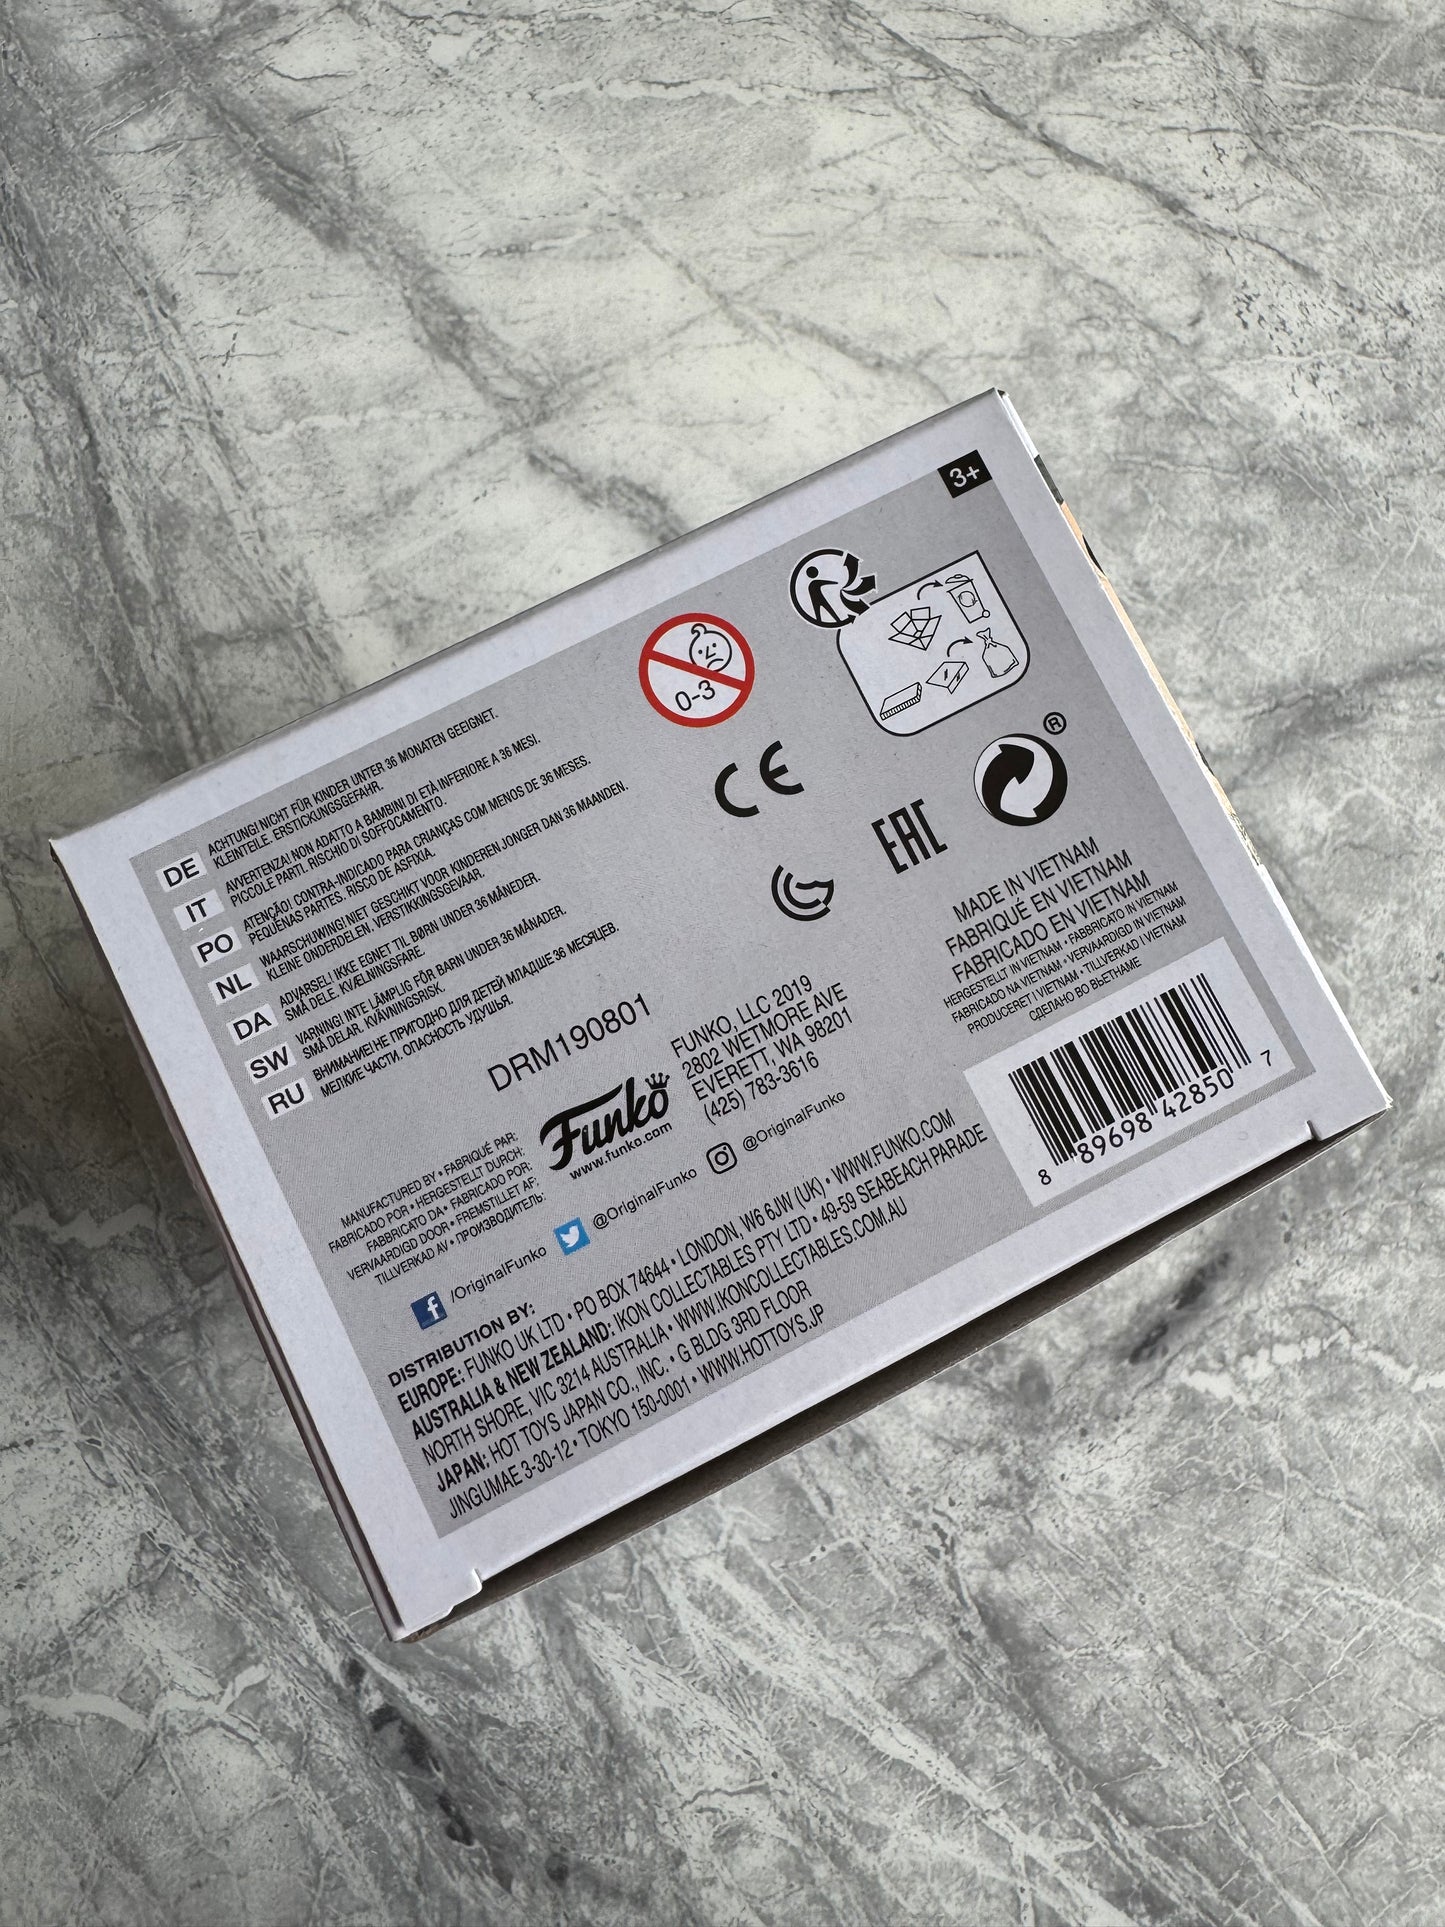 3+
0-3
DE ACHTUNG! NICHT FÜR KINDER UNTER 36 MONATEN GEEIGNET.
KLEINTEILE. ERSTICKUNGSGEFAHR.
IT AVVERTENZA! NON ADATTO A BAMBINI DI ETÀ INFERIORE A 36 MESI.
PICCOLE PARTI. RISCHIO DI SOFFOCAMENTO.
PO ATENÇÃO! CONTRA-INDICADO PARA CRIANÇAS COM MENOS DE 36 MESES.
PEQUENAS PARTES. RISCO DE ASFIXIA.
NL WAARSCHUWING! NIET GESCHIKT VOOR KINDEREN JONGER DAN 36 MAANDEN.
KLEINE ONDERDELEN. VERSTIKKINGSGEVAAR.
DA ADVARSEL! IKKE EGNET TIL BØRN UNDER 36 MÅNEDER.
SMÅ DELE. KVÆLNINGSFARE.
SW VARNING! INTE LÄMPLIG FÖR BARN UNDER 36 MÅNADER.
SMÅ DELAR. KVÄVNINGSRISK.
RU ВНИМАНИЕ! НЕ ПРИГОДНО ДЛЯ ДЕТЕЙ МЛАДШЕ 36 МЕСЯЦЕВ.
МЕЛКИЕ ЧАСТИ. ОПАСНОСТЬ УДУШЬЯ.
CE
EAC
®
MADE IN VIETNAM
FABRIQUÉ EN VIETNAM
FABRICADO EN VIETNAM
HERGESTELLT IN VIETNAM • FABBRICATO IN VIETNAM
FABRICADO NA VIETNAM • VERVAARDIGD IN VIETNAM
PRODUCERET I VIETNAM • TILLVERKAD I VIETNAM
СДЕЛАНО ВО ВЬЕТНАМЕ
DRM190801
MANUFACTURED BY • FABRIQUÉ PAR:
FABRICADO POR • HERGESTELLT DURCH:
FABBRICATO DA • FABRICADO POR:
VERVAARDIGD DOOR • FREMSTILLET AF:
TILLVERKAD AV • ПРОИЗВОДИТЕЛЬ:
Funko
www.funko.com
FUNKO, LLC 2019
2802 WETMORE AVE
EVERETT, WA 98201
(425) 783-3616
/OriginalFunko @OriginalFunko @OriginalFunko
DISTRIBUTION BY:
EUROPE: FUNKO UK LTD • PO BOX 74644 • LONDON, W6 6JW (UK) • WWW.FUNKO.COM
AUSTRALIA & NEW ZEALAND: IKON COLLECTABLES PTY LTD • 49-59 SEABEACH PARADE
NORTH SHORE, VIC 3214 AUSTRALIA • WWW.IKONCOLLECTABLES.COM.AU
JAPAN: HOT TOYS JAPAN CO., INC. • G BLDG 3RD FLOOR
JINGUMAE 3-30-12 • TOKYO 150-0001 • WWW.HOTTOYS.JP
8 89698 42850 7